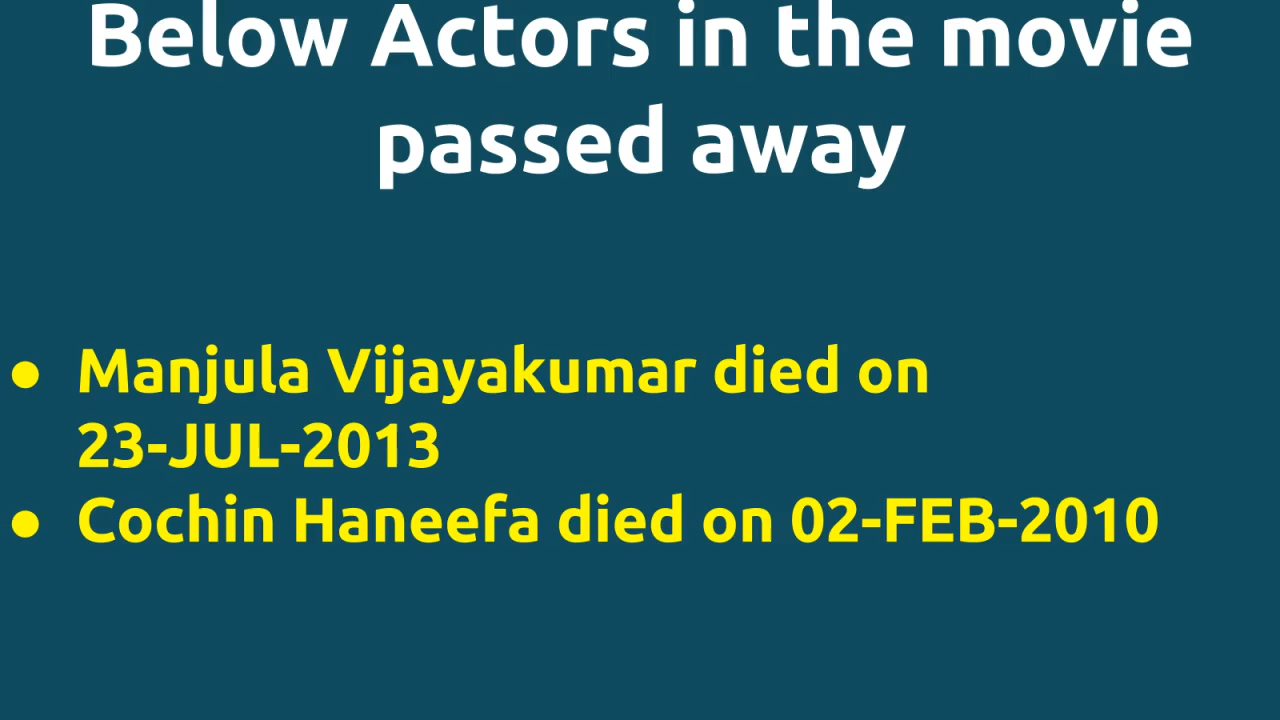 Below Actors in the movie
passed away
● Manjula Vijayakumar died on
23-JUL-2013
● Cochin Haneefa died on 02-FEB-2010